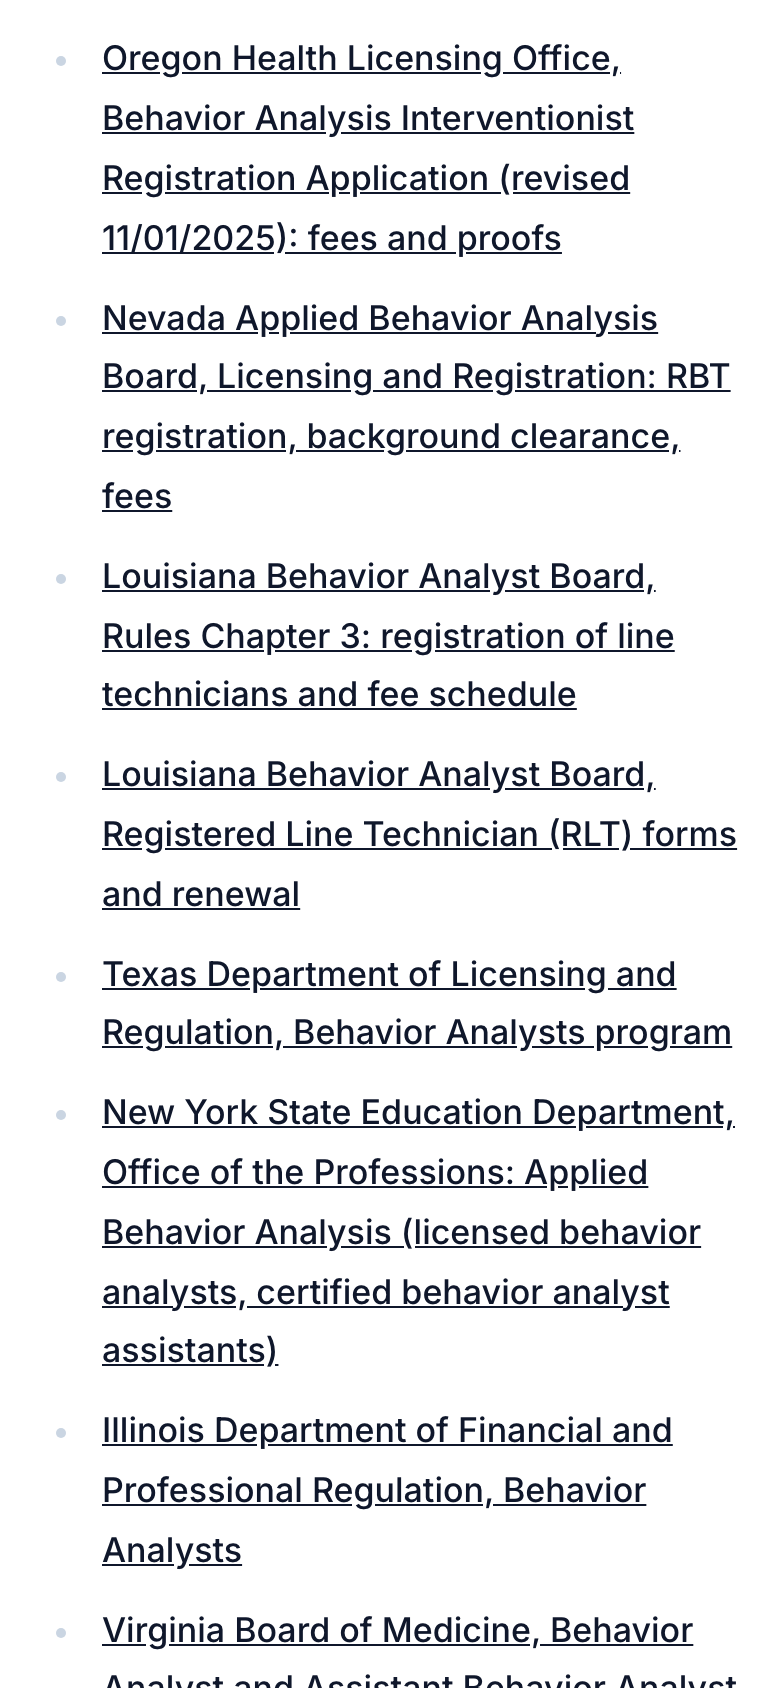 Oregon Health Licensing Office,
Behavior Analysis Interventionist
Registration Application (revised
11/01/2025): fees and proofs
Nevada Applied Behavior Analysis
Board, Licensing and Registration: RBT
registration, background clearance,
fees
Louisiana Behavior Analyst Board,
Rules Chapter 3: registration of line
technicians and fee schedule
Louisiana Behavior Analyst Board,
Registered Line Technician (RLT) forms
and renewal
Texas Department of Licensing and
Regulation, Behavior Analysts program
New York State Education Department,
Office of the Professions: Applied
Behavior Analysis (licensed behavior
analysts, certified behavior analyst
assistants)
Illinois Department of Financial and
Professional Regulation, Behavior
Analysts
Virginia Board of Medicine, Behavior
Analyst and Assistant Behavior Analyst